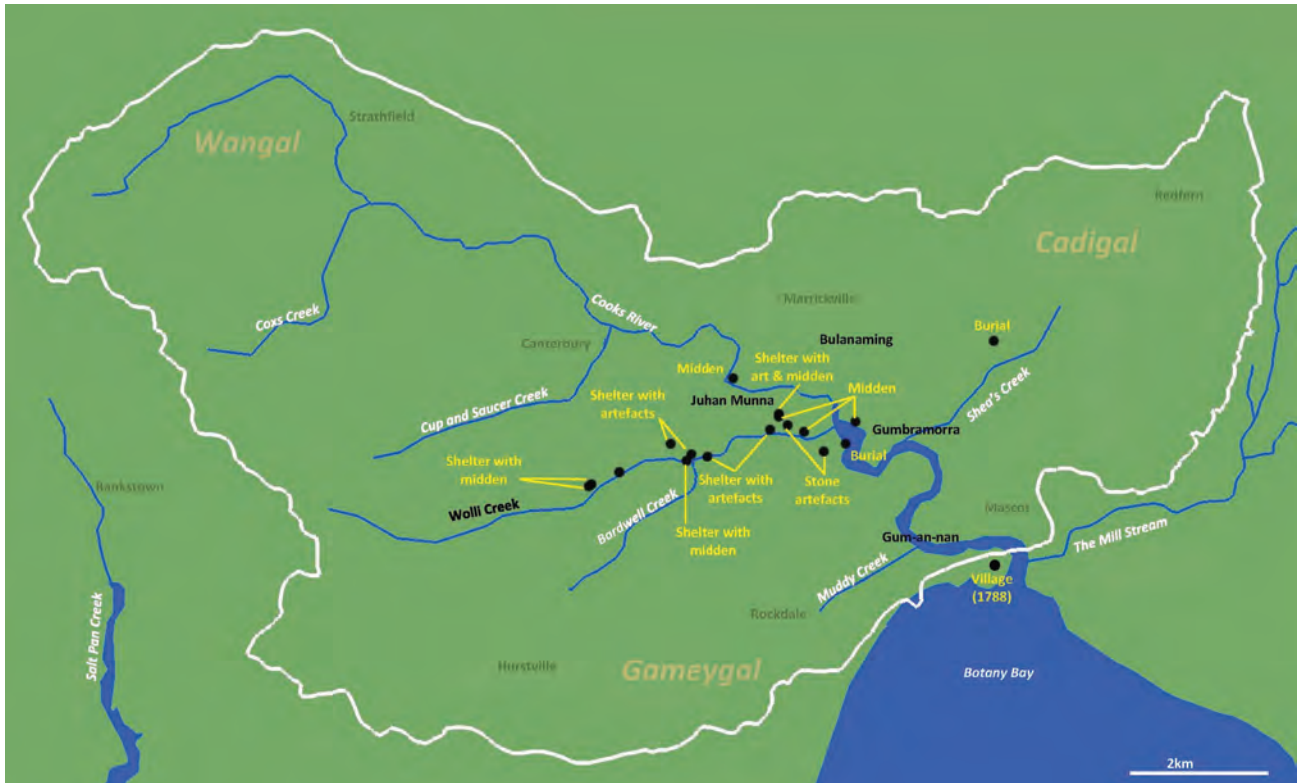 Strathfield
Wangal
Redfern
Cadigal
Coxs Creek
Cooks River
Marrickville
Bulanaming
Burial
Canterbury
Shelter with
art & midden
Midden
Midden
Juhan Munna
Shea's Creek
Cup and Saucer Creek
Shelter with
artefacts
Gumbramorra
Burial
Shelter with
midden
Bankstown
Shelter with
artefacts
Stone
artefacts
Wolli Creek
Bardwell Creek
Shelter with
midden
Mascot
The Mill Stream
Gum-an-nan
Muddy Creek
Village
(1788)
Rockdale
Salt Pan Creek
Hurstville
Gameygal
Botany Bay
2km